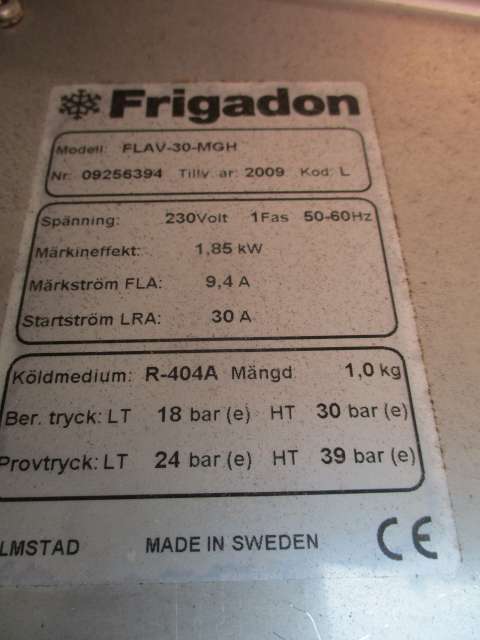 Frigadon
Modell: FLAV-30-MGH
Nr: 09256394 Tillv. år: 2009 Kod: L
Spänning: 230Volt 1Fas 50-60Hz
Märkineffekt: 1,85 kW
Märkström FLA: 9,4 A
Startström LRA: 30 A
Köldmedium: R-404A Mängd 1,0 kg
Ber. tryck: LT 18 bar (e) HT 30 bar (e)
Provtryck: LT 24 bar (e) HT 39 bar (e)
LMSTAD MADE IN SWEDEN CE